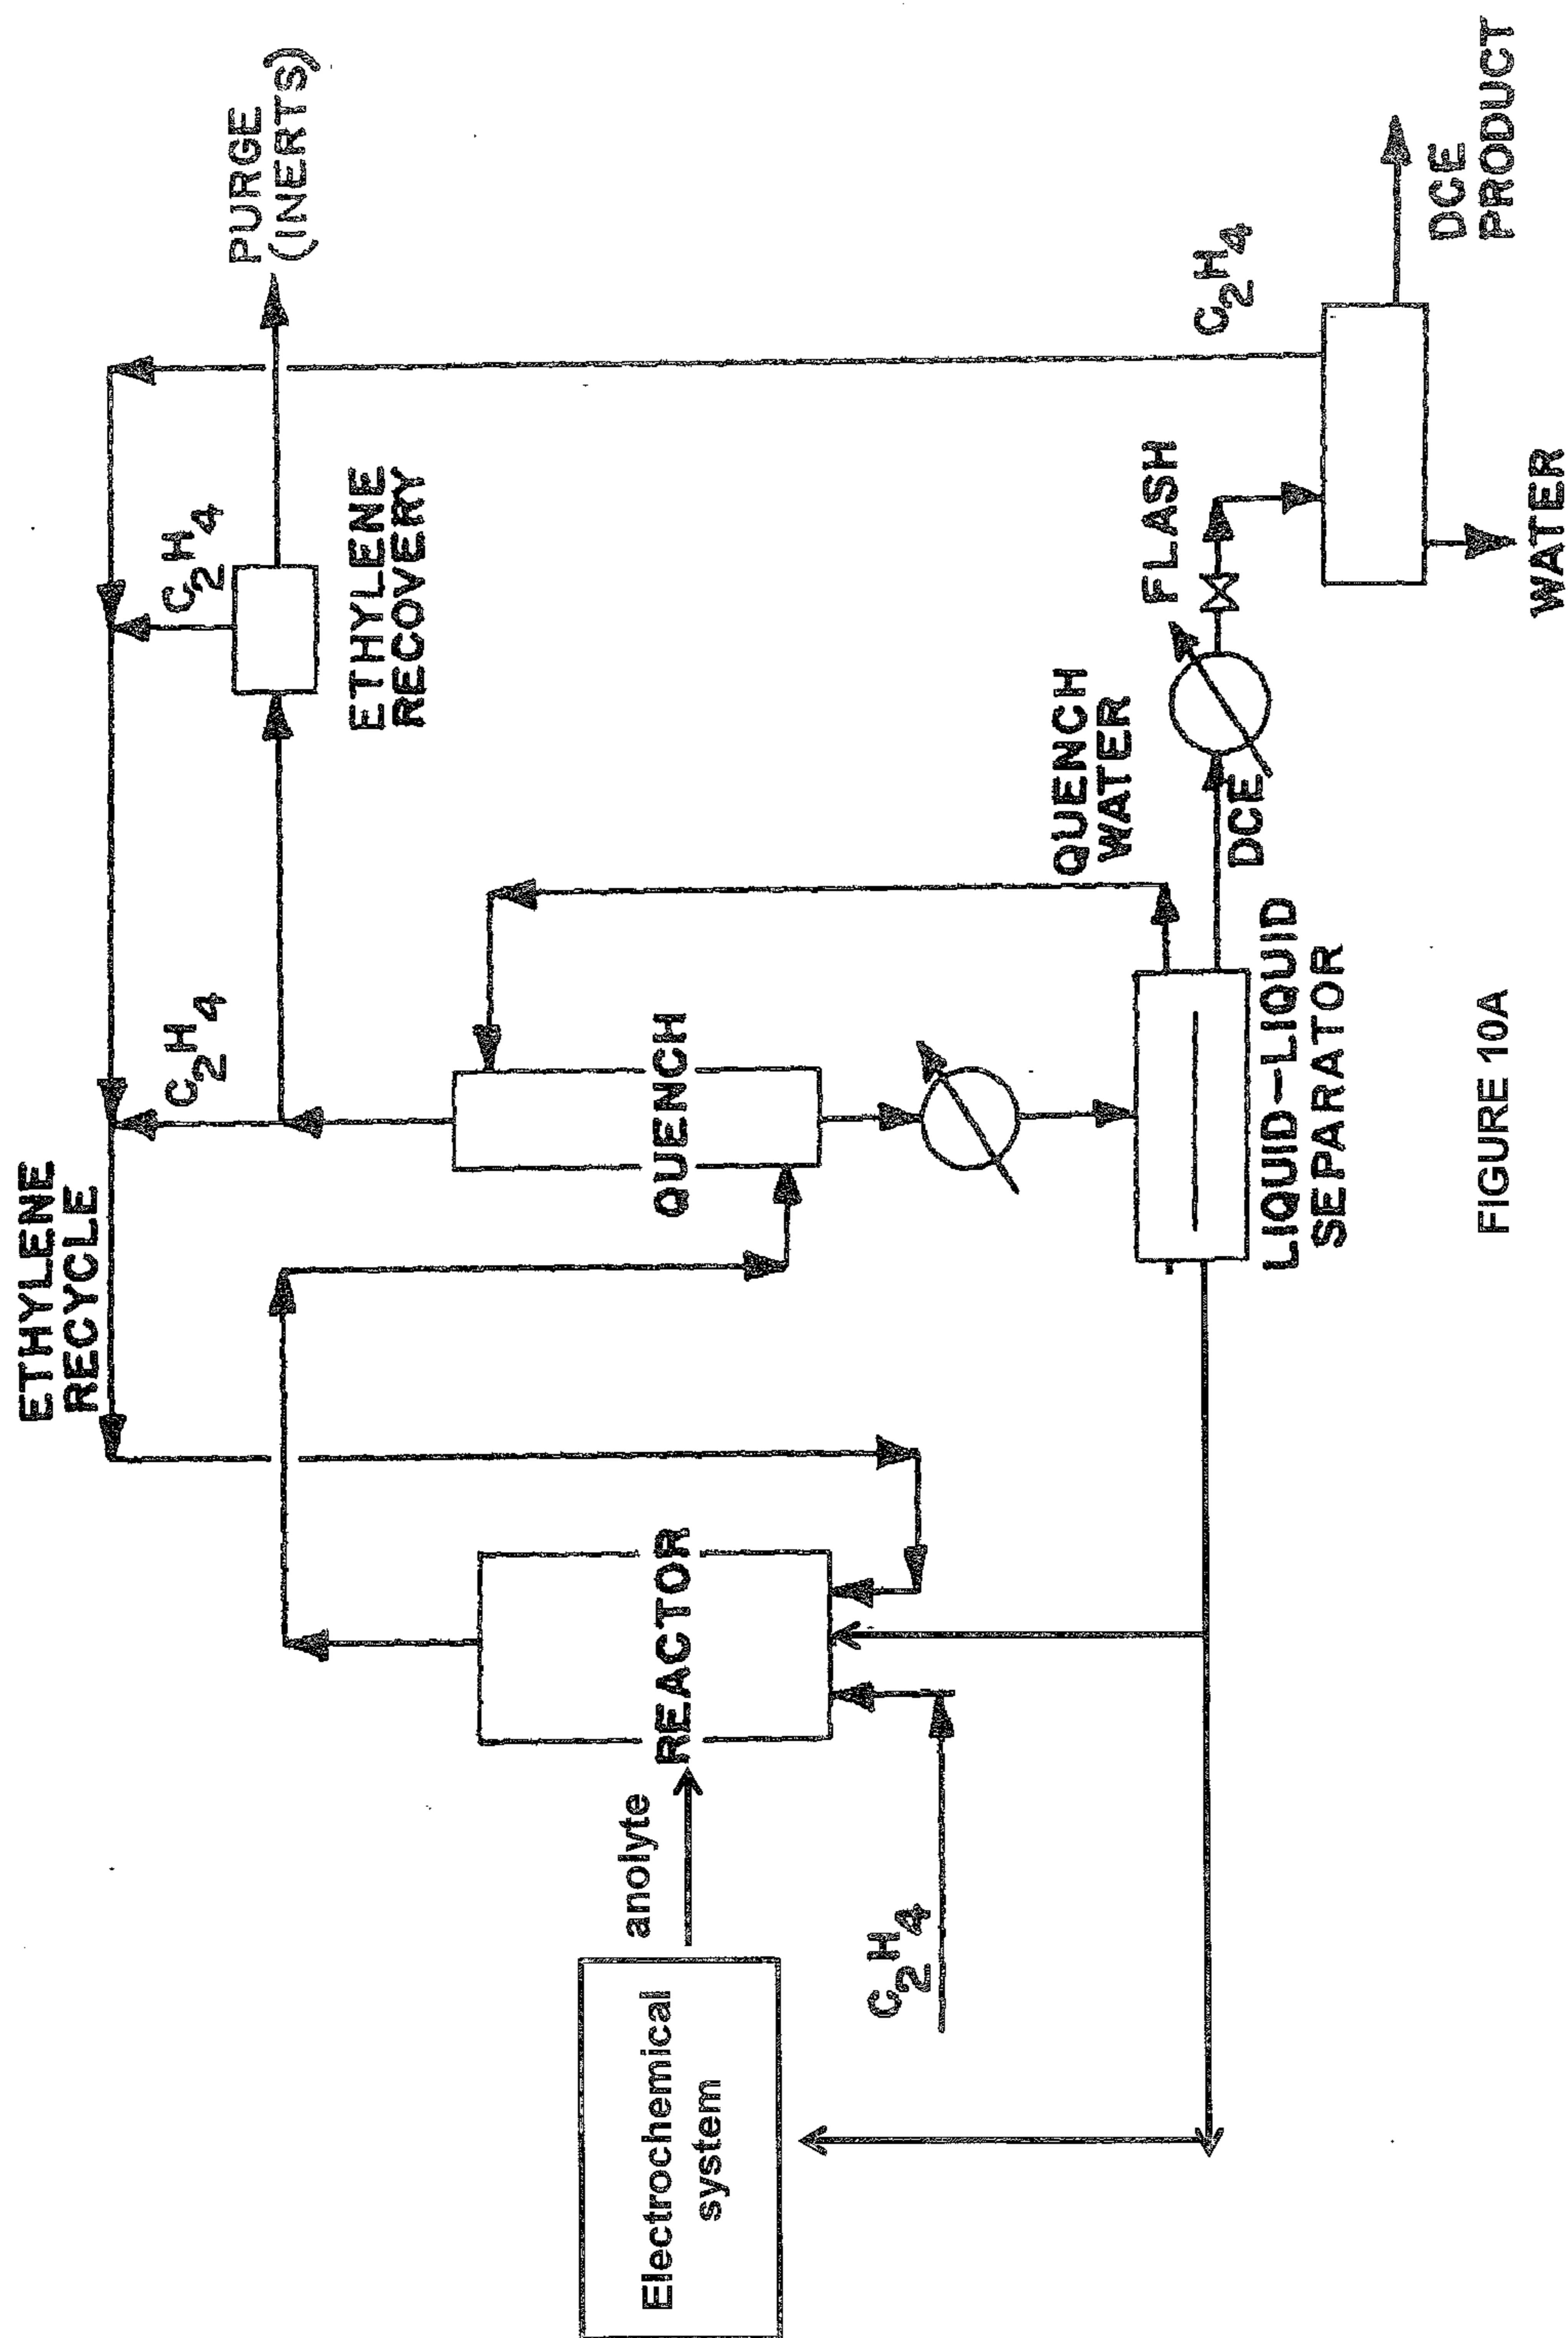 ETHYLENE
RECYCLE
C2H4
C2H4
PURGE
(INERTS)
ETHYLENE
RECOVERY
Electrochemical
system
anolyte
REACTOR
QUENCH
C2H4
QUENCH
WATER
DCE
FLASH
C2H4
LIQUID-LIQUID
SEPARATOR
WATER
DCE
PRODUCT
FIGURE 10A